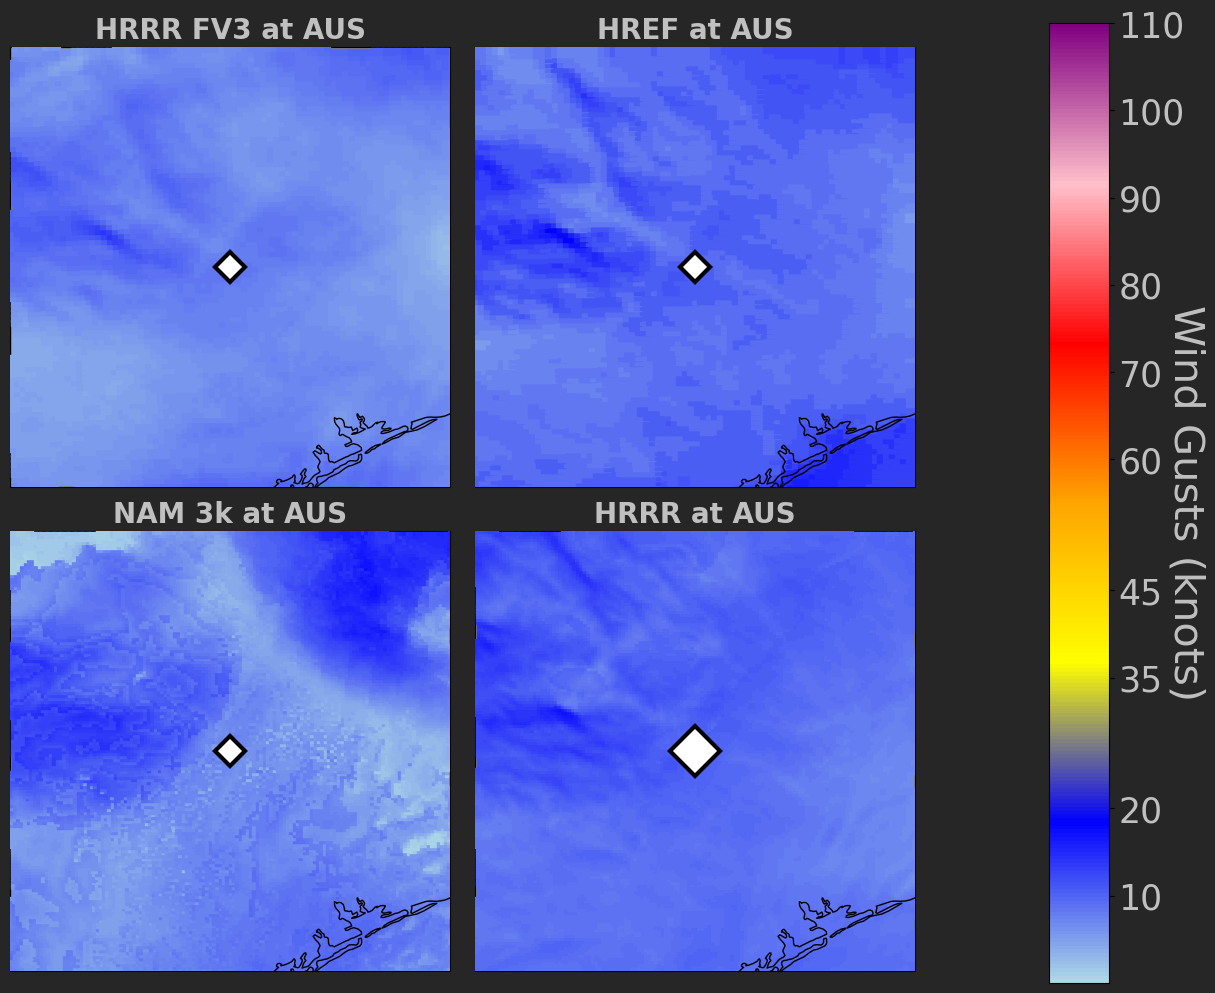 HRRR FV3 at AUS
HREF at AUS
NAM 3k at AUS
HRRR at AUS
110
100
90
80
70
60
45
35
20
10
Wind Gusts (knots)